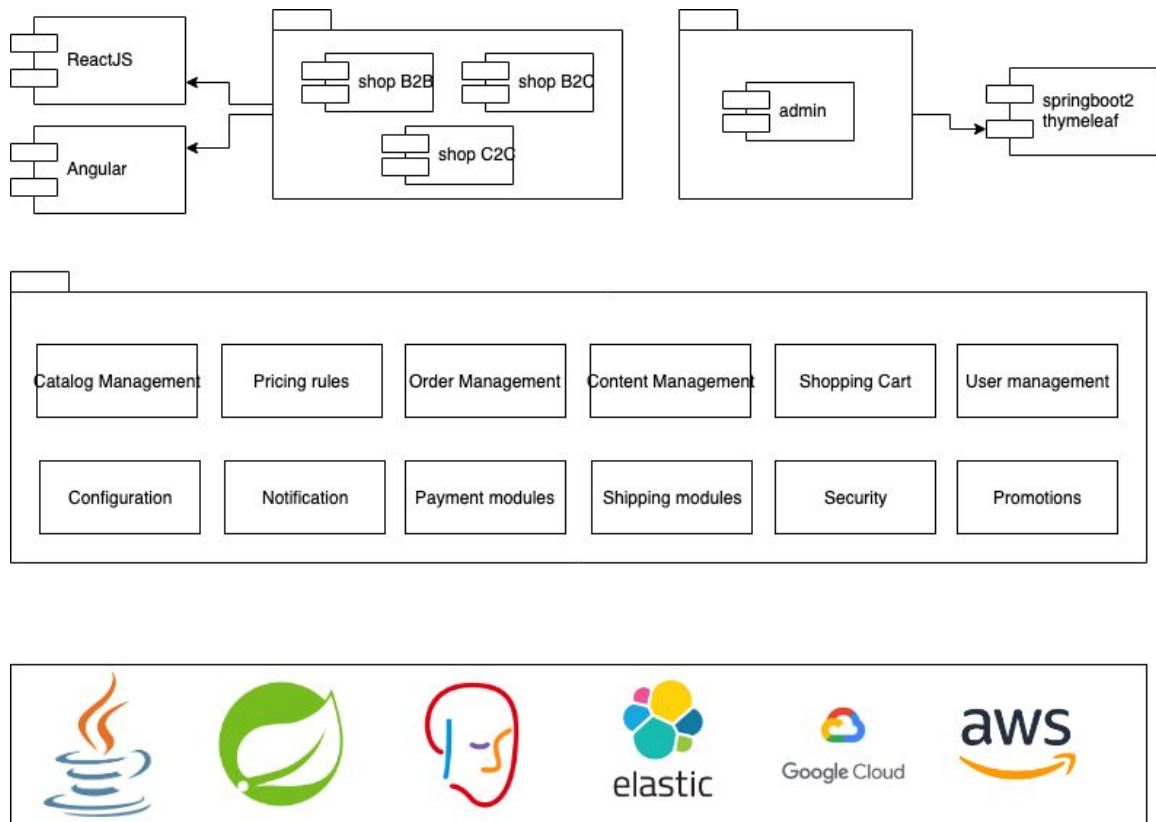 ReactJS
shop B2B
shop B2C
admin
springboot2
thymeleaf
Angular
shop C2C
Catalog Management
Pricing rules
Order Management
Content Management
Shopping Cart
User management
Configuration
Notification
Payment modules
Shipping modules
Security
Promotions
elastic
Google Cloud
aws